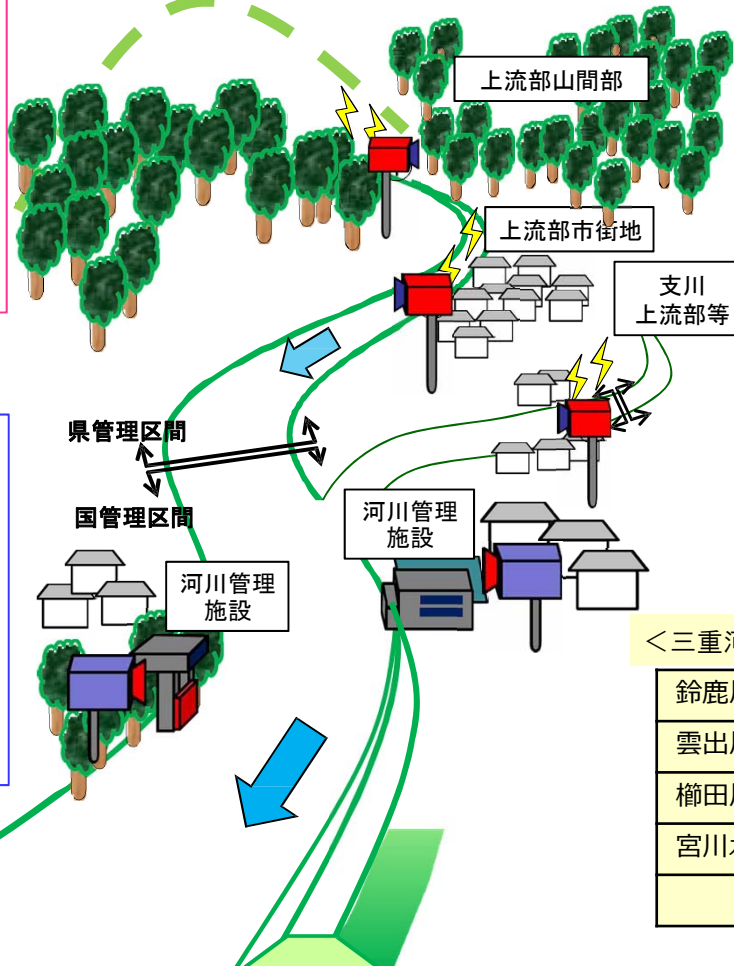 上流部山間部
上流部市街地
支川
上流部等
県管理区間
国管理区間
河川管理
施設
河川管理
施設
＜三重河
鈴鹿
雲出
櫛田
宮川